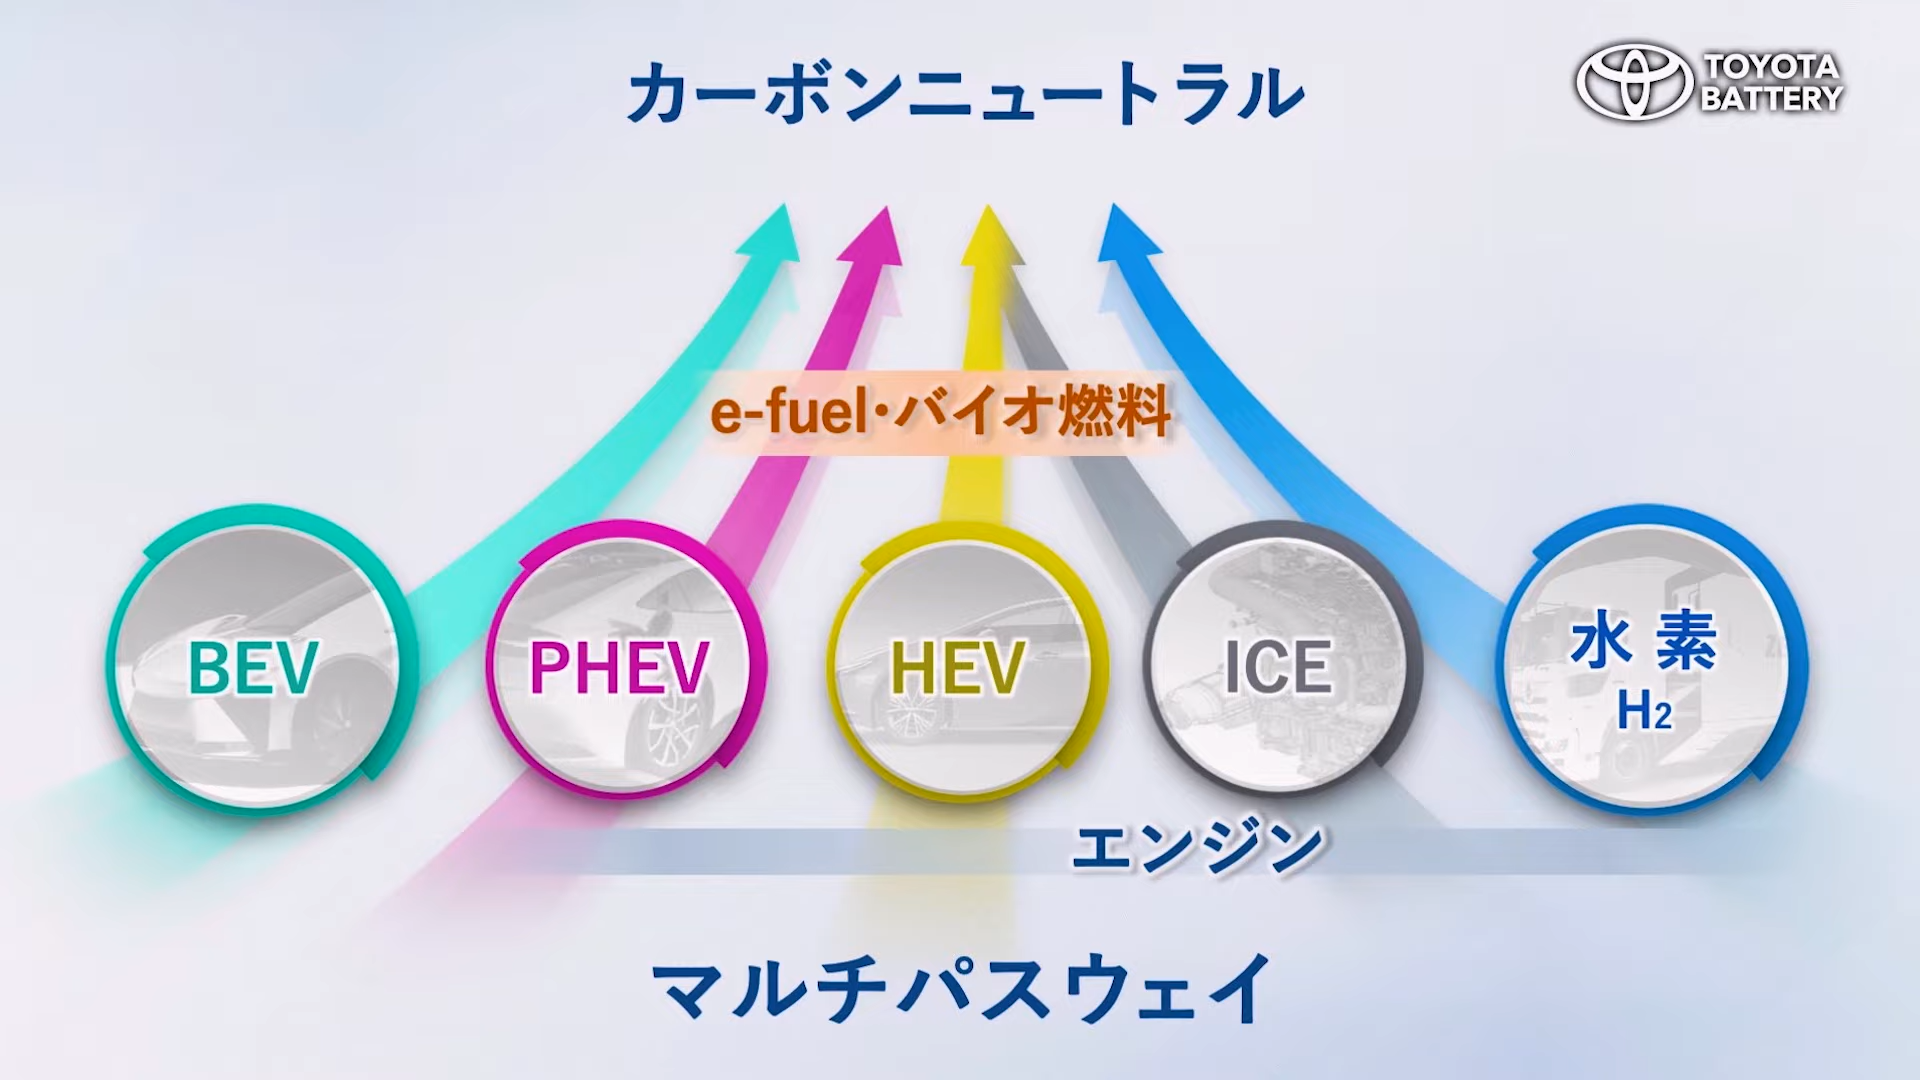 カーボンニュートラル
TOYOTA
BATTERY
e-fuel・バイオ燃料
BEV
PHEV
HEV
ICE
水素
H2
エンジン
マルチパスウェイ